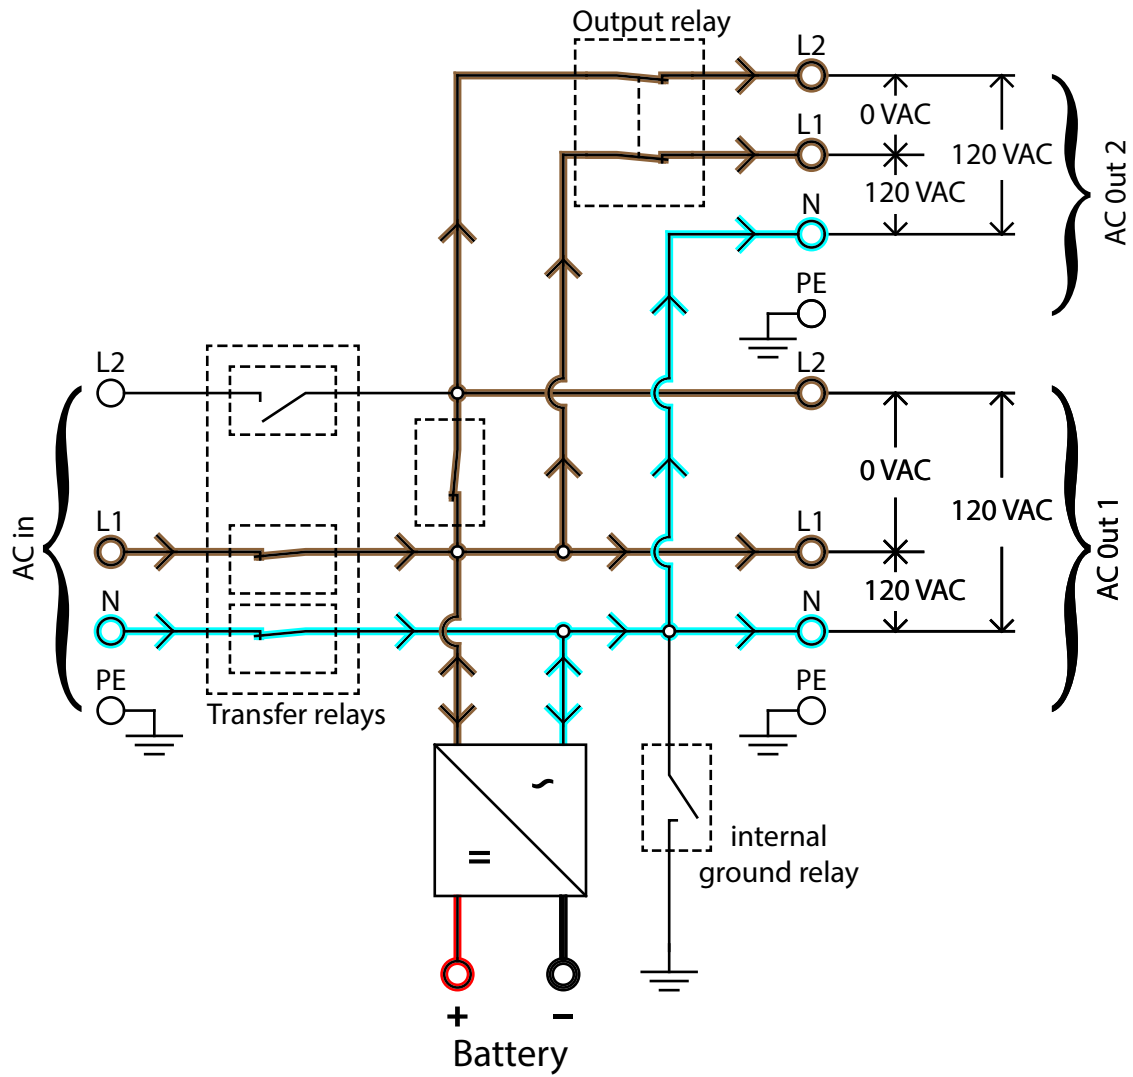 Output relay
L2
0 VAC
L1
120 VAC
120 VAC
N
AC 0ut 2
PE
L2
L2
0 VAC
120 VAC
L1
L1
AC in
AC 0ut 1
120 VAC
N
N
PE
PE
Transfer relays
internal
ground relay
+ −
Battery